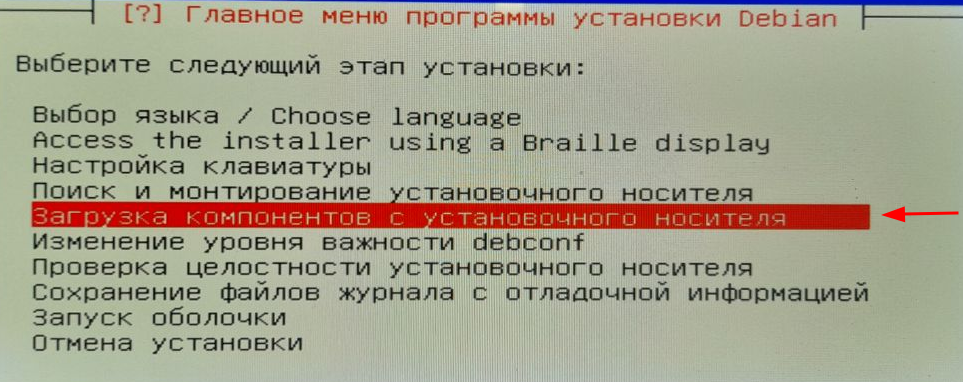 [?] Главное меню программы установки Debian
Выберите следующий этап установки:
Выбор языка / Choose language
Access the installer using a Braille display
Настройка клавиатуры
Поиск и монтирование установочного носителя
Загрузка компонентов с установочного носителя
Изменение уровня важности debconf
Проверка целостности установочного носителя
Сохранение файлов журнала с отладочной информацией
Запуск оболочки
Отмена установки